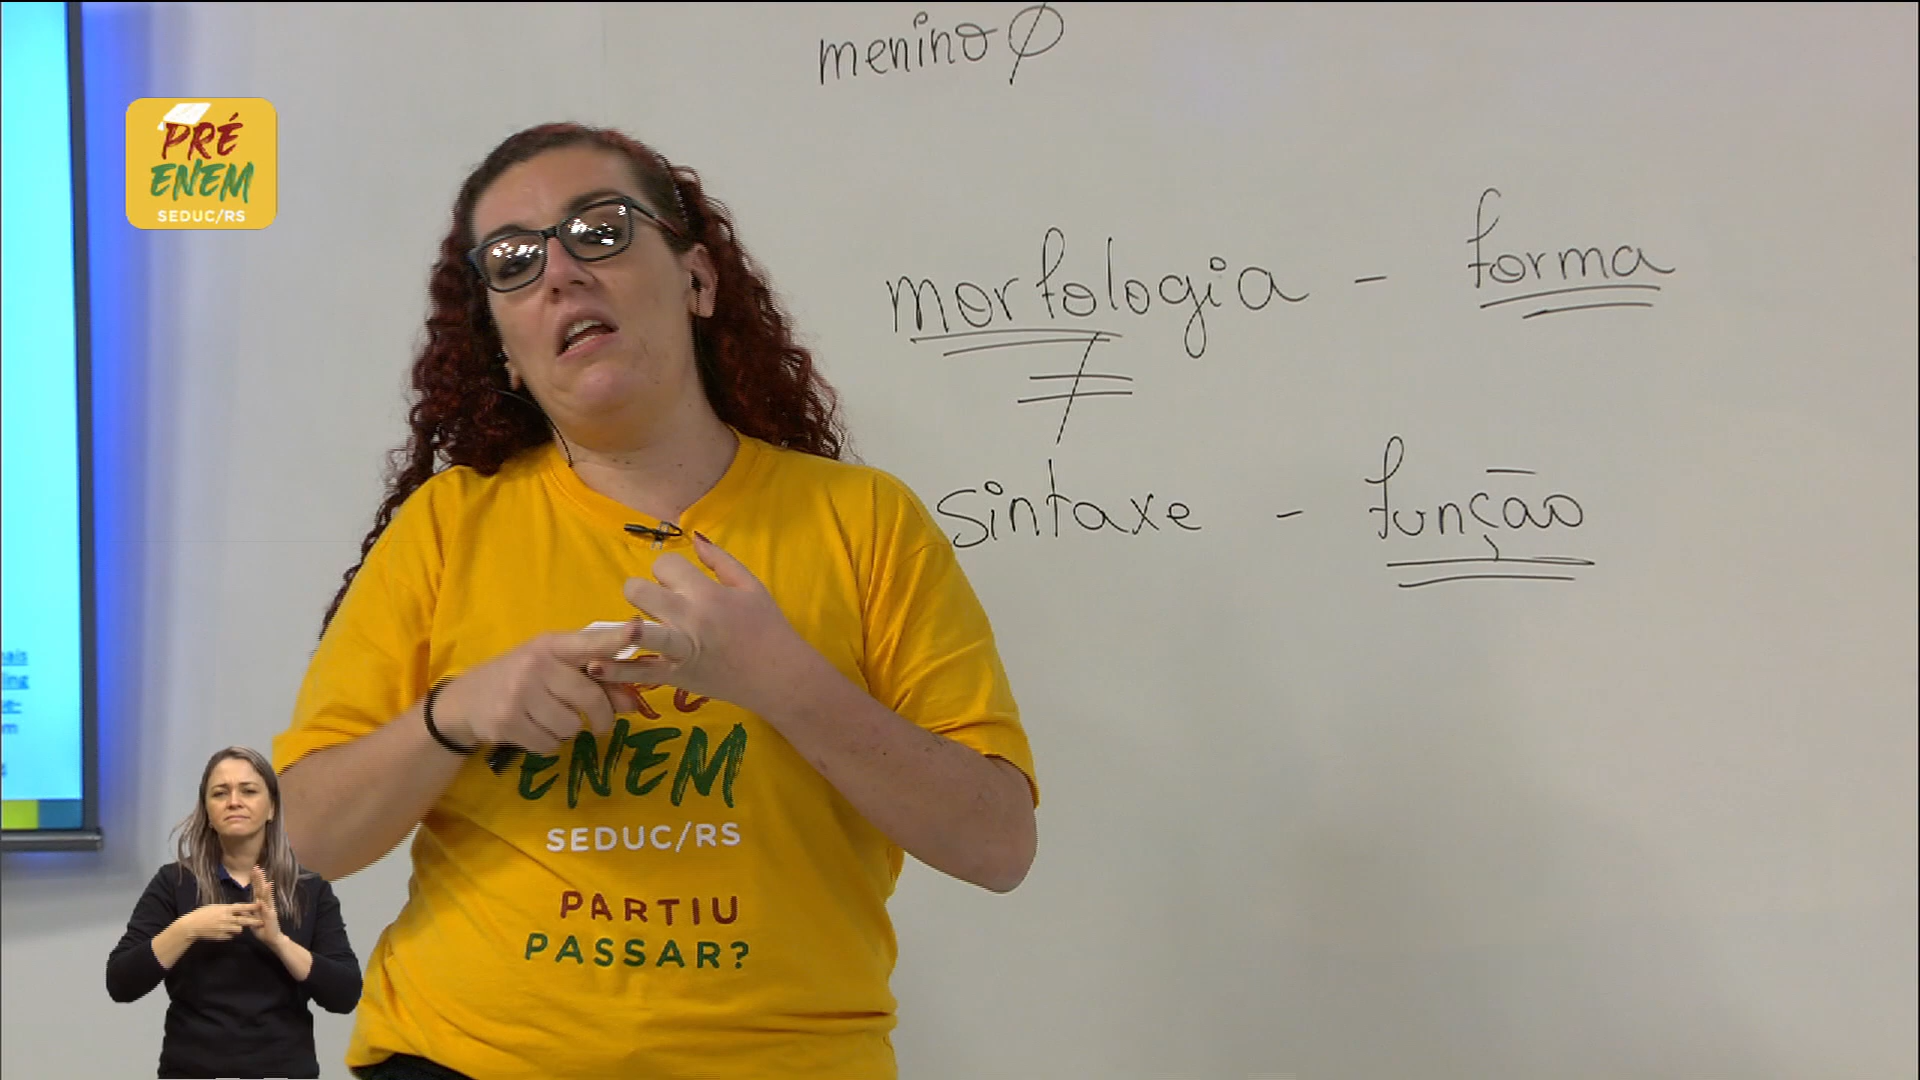 menino Ø
PRÉ
ENEM
SEDUC/RS
morfologia - forma
≠
sintaxe - função
ENEM
SEDUC/RS
PARTIU
PASSAR?